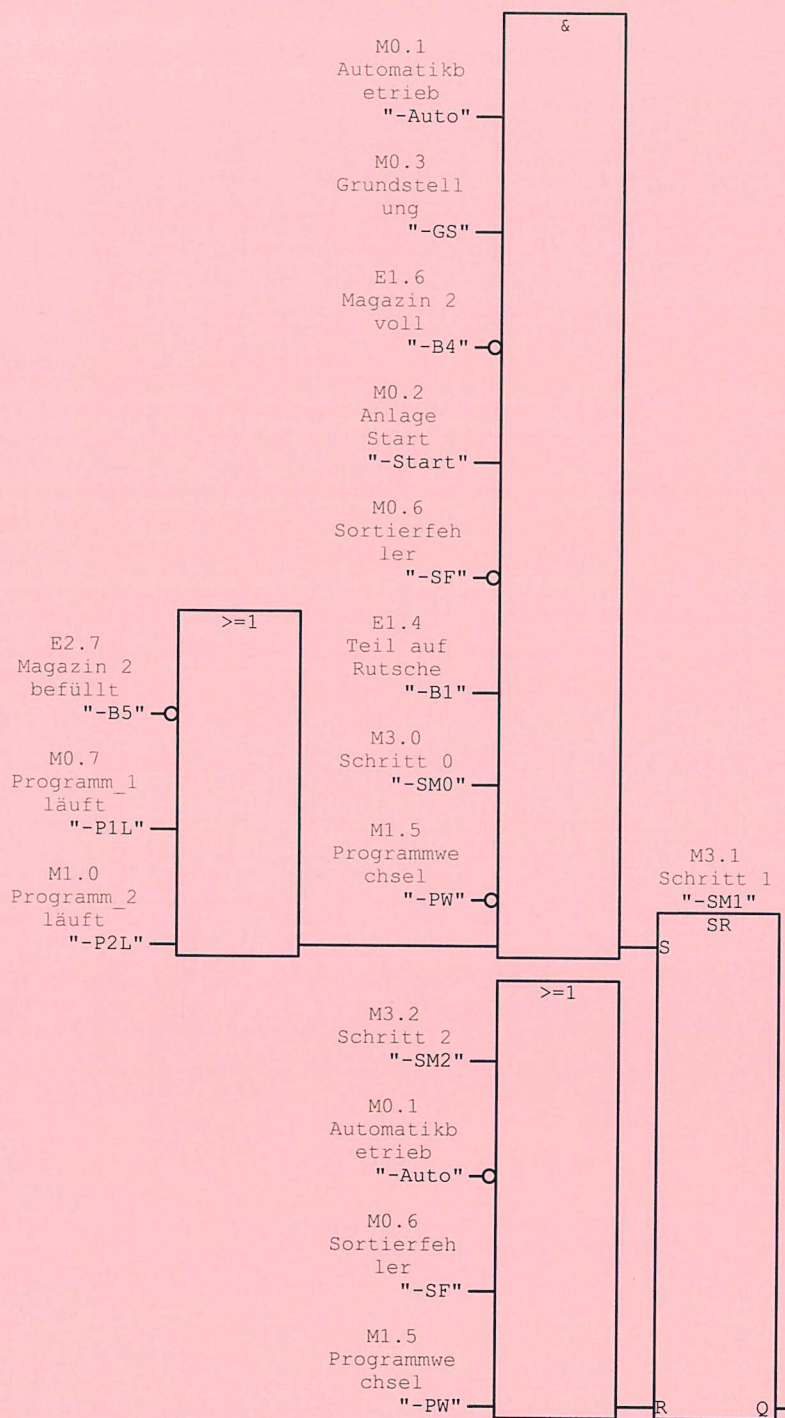 &
M0.1
Automatikb
etrieb
"-Auto"
M0.3
Grundstell
ung
"-GS"
E1.6
Magazin 2
voll
"-B4"
M0.2
Anlage
Start
"-Start"
M0.6
Sortierfeh
ler
"-SF"
E1.4
Teil auf
Rutsche
"-B1"
M3.0
Schritt 0
"-SM0"
M1.5
Programmwe
chsel
"-PW"
>=1
E2.7
Magazin 2
befüllt
"-B5"
M0.7
Programm_1
läuft
"-P1L"
M1.0
Programm_2
läuft
"-P2L"
M3.1
Schritt 1
"-SM1"
SR
S
>=1
M3.2
Schritt 2
"-SM2"
M0.1
Automatikb
etrieb
"-Auto"
M0.6
Sortierfeh
ler
"-SF"
M1.5
Programmwe
chsel
"-PW"
R
Q